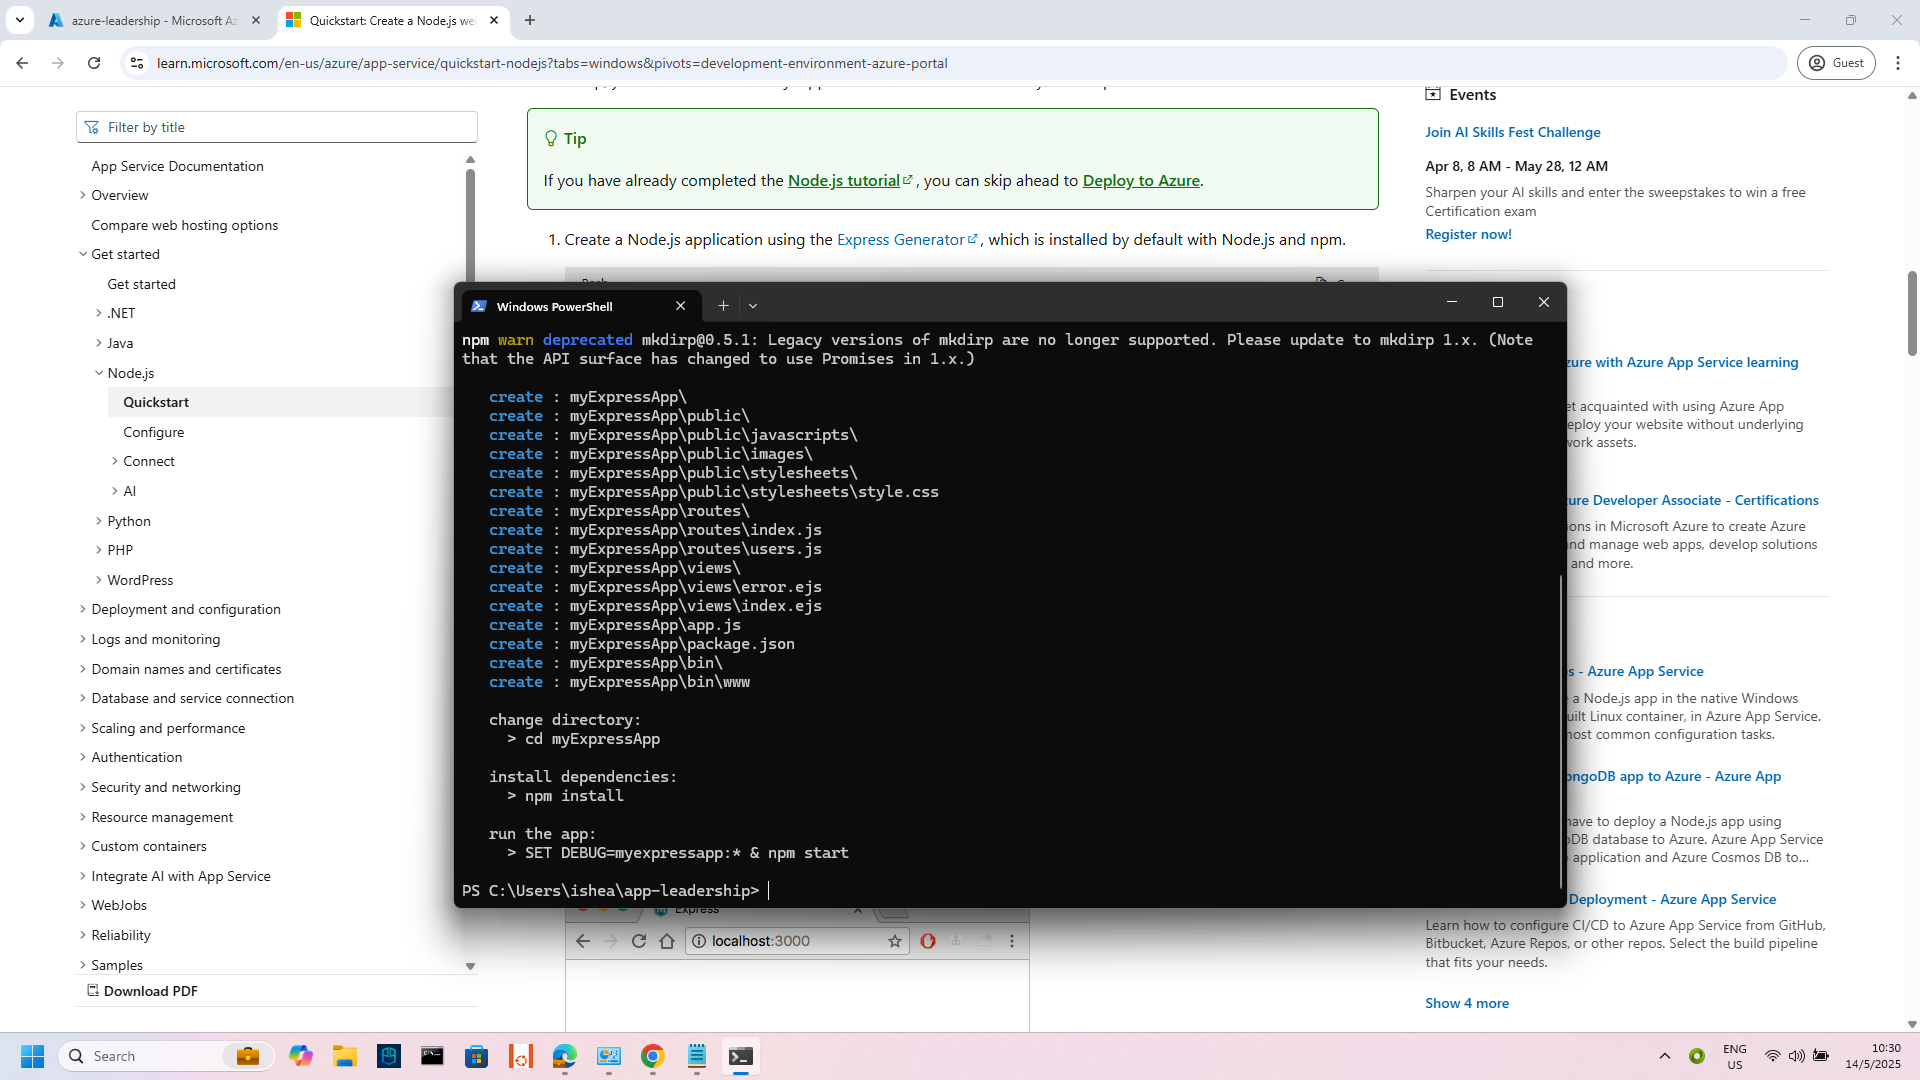 azure-leadership - Microsoft Az
Quickstart: Create a Node.js we
learn.microsoft.com/en-us/azure/app-service/quickstart-nodejs?tabs=windows&pivots=development-environment-azure-portal
Guest
Filter by title
App Service Documentation
Overview
Compare web hosting options
Get started
Get started
.NET
Java
Node.js
Quickstart
Configure
Connect
AI
Python
PHP
WordPress
Deployment and configuration
Logs and monitoring
Domain names and certificates
Database and service connection
Scaling and performance
Authentication
Security and networking
Resource management
Custom containers
Integrate AI with App Service
WebJobs
Reliability
Samples
Download PDF
Tip
If you have already completed the Node.js tutorial, you can skip ahead to Deploy to Azure.
1. Create a Node.js application using the Express Generator, which is installed by default with Node.js and npm.
Windows PowerShell
npm warn deprecated mkdirp@0.5.1: Legacy versions of mkdirp are no longer supported. Please update to mkdirp 1.x. (Note
that the API surface has changed to use Promises in 1.x.)
create : myExpressApp\
create : myExpressApp\public\
create : myExpressApp\public\javascripts\
create : myExpressApp\public\images\
create : myExpressApp\public\stylesheets\
create : myExpressApp\public\stylesheets\style.css
create : myExpressApp\routes\
create : myExpressApp\routes\index.js
create : myExpressApp\routes\users.js
create : myExpressApp\views\
create : myExpressApp\views\error.ejs
create : myExpressApp\views\index.ejs
create : myExpressApp\app.js
create : myExpressApp\package.json
create : myExpressApp\bin\
create : myExpressApp\bin\www
change directory:
> cd myExpressApp
install dependencies:
> npm install
run the app:
> SET DEBUG=myexpressapp:* & npm start
PS C:\Users\ishea\app-leadership>
Express
localhost:3000
Events
Join AI Skills Fest Challenge
Apr 8, 8 AM - May 28, 12 AM
Sharpen your AI skills and enter the sweepstakes to win a free
Certification exam
Register now!
zure with Azure App Service learning
et acquainted with using Azure App
eploy your website without underlying
work assets.
ure Developer Associate - Certifications
ions in Microsoft Azure to create Azure
and manage web apps, develop solutions
and more.
s - Azure App Service
a Node.js app in the native Windows
uilt Linux container, in Azure App Service.
most common configuration tasks.
ongoDB app to Azure - Azure App
have to deploy a Node.js app using
oDB database to Azure. Azure App Service
application and Azure Cosmos DB to...
Deployment - Azure App Service
Learn how to configure CI/CD to Azure App Service from GitHub,
Bitbucket, Azure Repos, or other repos. Select the build pipeline
that fits your needs.
Show 4 more
Search
ENG
US
10:30
14/5/2025